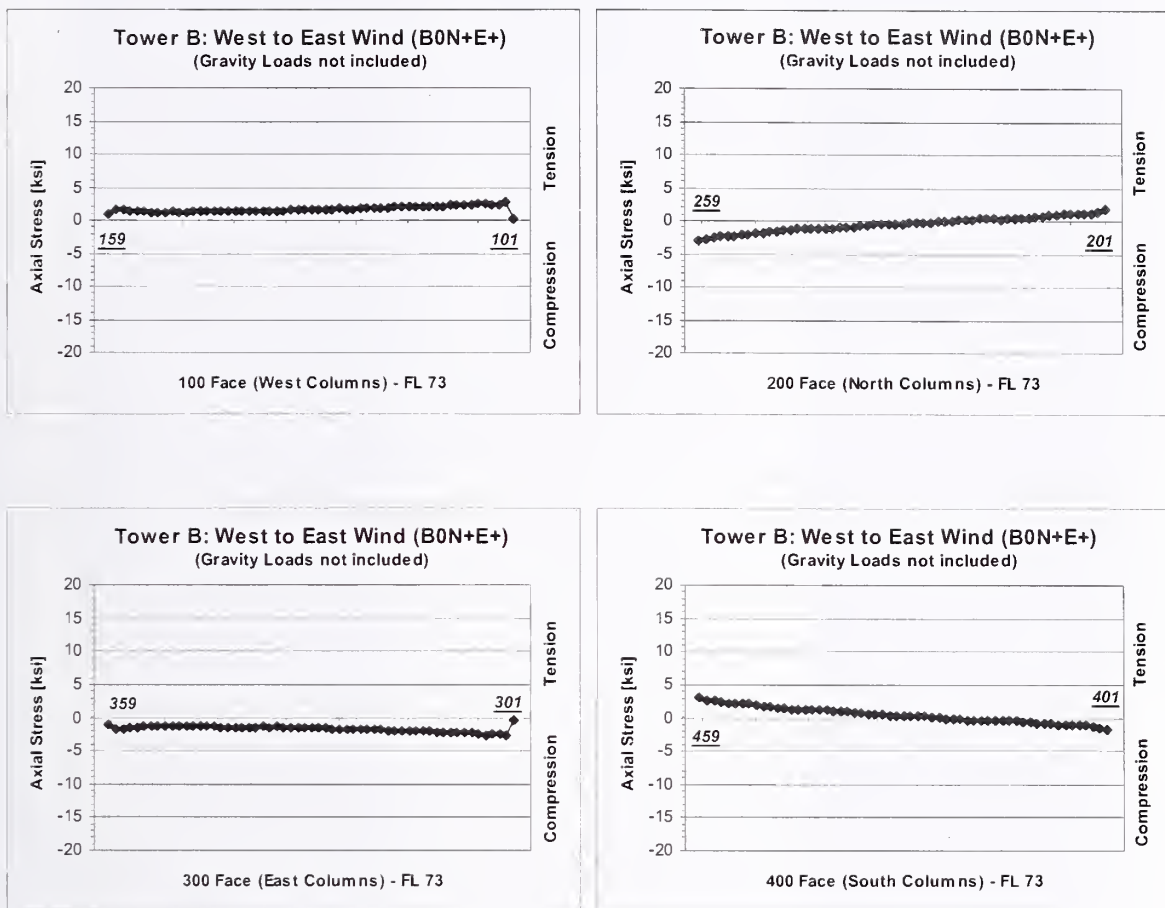 Tower B: West to East Wind (B0N+E+)
(Gravity Loads not included)
20
15
10
5
0
-5
-10
-15
-20
Axial Stress [ksi]
Tension
Compression
159
101
100 Face (West Columns) - FL 73
Tower B: West to East Wind (B0N+E+)
(Gravity Loads not included)
20
15
10
5
0
-5
-10
-15
-20
Axial Stress [ksi]
Tension
Compression
259
201
200 Face (North Columns) - FL 73
Tower B: West to East Wind (B0N+E+)
(Gravity Loads not included)
20
15
10
5
0
-5
-10
-15
-20
Axial Stress [ksi]
Tension
Compression
359
301
300 Face (East Columns) - FL 73
Tower B: West to East Wind (B0N+E+)
(Gravity Loads not included)
20
15
10
5
0
-5
-10
-15
-20
Axial Stress [ksi]
Tension
Compression
459
401
400 Face (South Columns) - FL 73